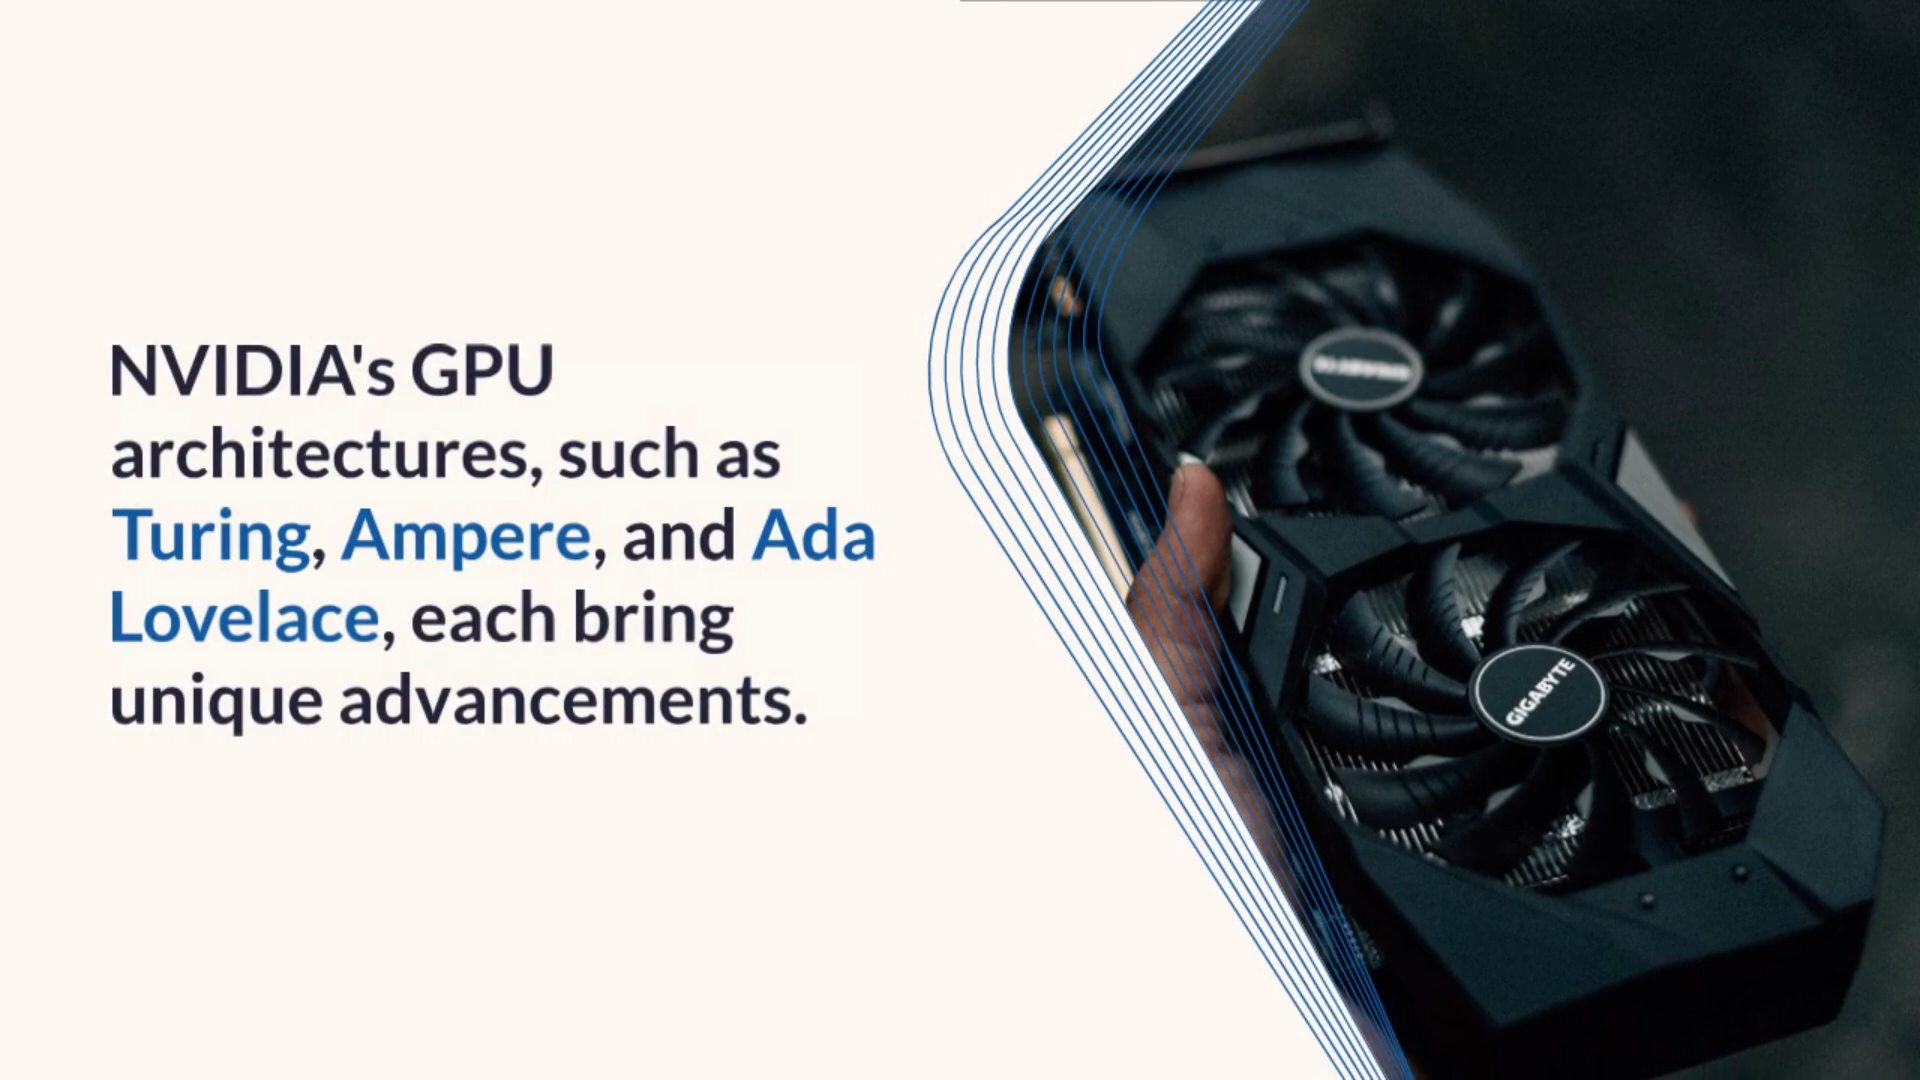 NVIDIA's GPU
architectures, such as
Turing, Ampere, and Ada
Lovelace, each bring
unique advancements.
GIGABYTE